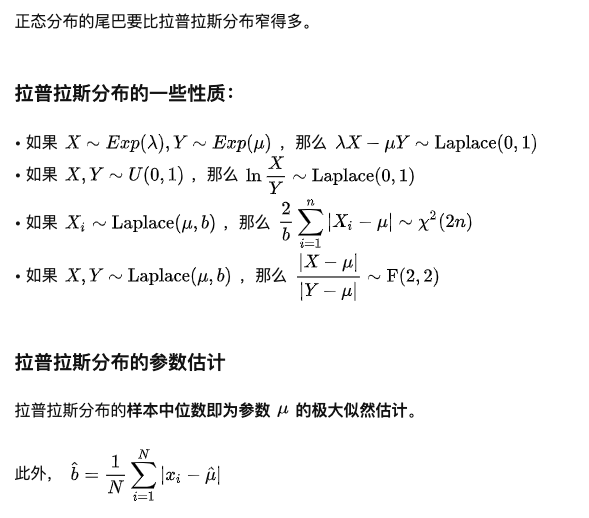 正态分布的尾巴要比拉普拉斯分布窄得多。
拉普拉斯分布的一些性质：
• 如果 $X \sim Exp(\lambda), Y \sim Exp(\mu)$ ，那么 $\lambda X - \mu Y \sim \text{Laplace}(0, 1)$
• 如果 $X, Y \sim U(0, 1)$ ，那么 $\ln \frac{X}{Y} \sim \text{Laplace}(0, 1)$
• 如果 $X_i \sim \text{Laplace}(\mu, b)$ ，那么 $\frac{2}{b} \sum_{i=1}^{n} |X_i - \mu| \sim \chi^2(2n)$
• 如果 $X, Y \sim \text{Laplace}(\mu, b)$ ，那么 $\frac{|X - \mu|}{|Y - \mu|} \sim \text{F}(2, 2)$
拉普拉斯分布的参数估计
拉普拉斯分布的样本中位数即为参数 $\mu$ 的极大似然估计。
此外， $\hat{b} = \frac{1}{N} \sum_{i=1}^{N} |x_i - \hat{\mu}|$